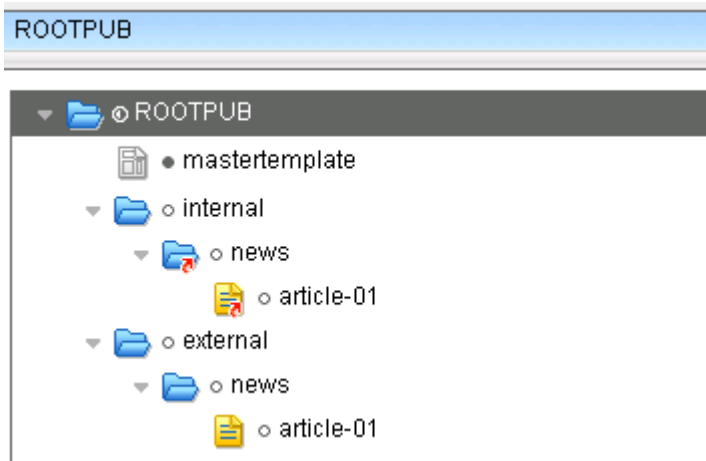 ROOTPUB
ROOTPUB
mastertemplate
internal
news
article-01
external
news
article-01